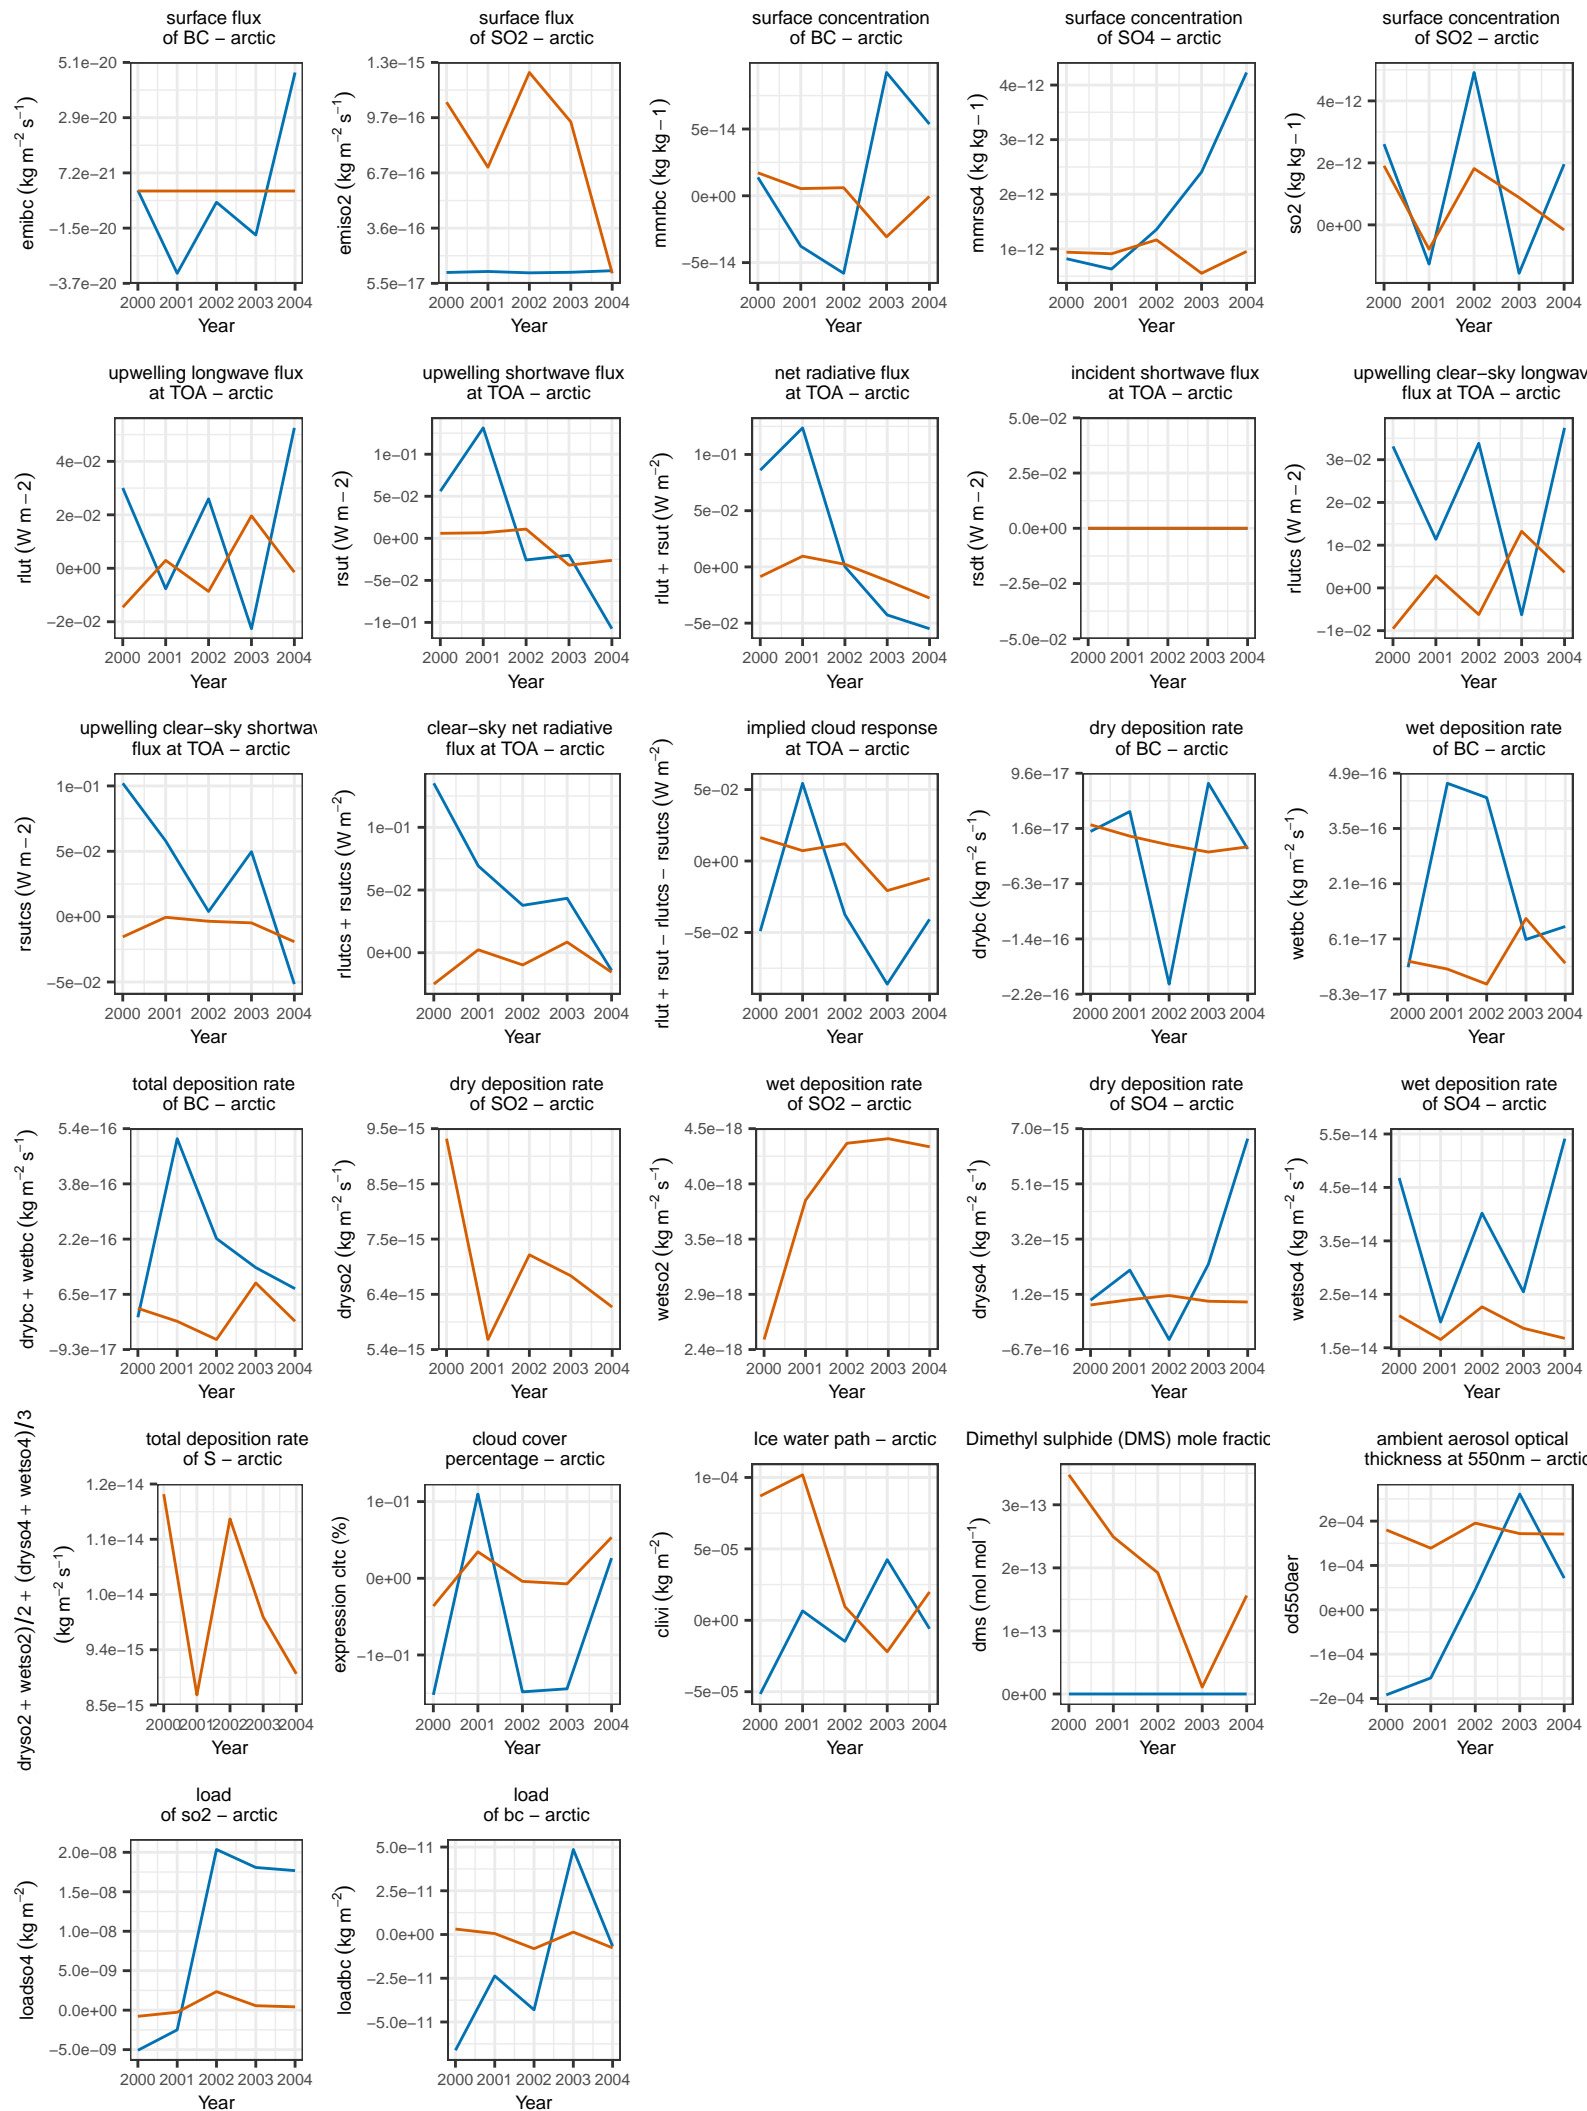 surface flux
of BC − arctic
emibc (kg m−2 s−1)
5.1e−20
2.9e−20
7.2e−21
−1.5e−20
−3.7e−20
2000 2001 2002 2003 2004
Year
surface flux
of SO2 − arctic
emiso2 (kg m−2 s−1)
1.3e−15
9.7e−16
6.7e−16
3.6e−16
5.5e−17
2000 2001 2002 2003 2004
Year
surface concentration
of BC − arctic
mmrbc (kg kg − 1)
5e−14
0e+00
−5e−14
2000 2001 2002 2003 2004
Year
surface concentration
of SO4 − arctic
mmrso4 (kg kg − 1)
4e−12
3e−12
2e−12
1e−12
2000 2001 2002 2003 2004
Year
surface concentration
of SO2 − arctic
so2 (kg kg − 1)
4e−12
2e−12
0e+00
2000 2001 2002 2003 2004
Year
upwelling longwave flux
at TOA − arctic
rlut (W m − 2)
4e−02
2e−02
0e+00
−2e−02
2000 2001 2002 2003 2004
Year
upwelling shortwave flux
at TOA − arctic
rsut (W m − 2)
1e−01
5e−02
0e+00
−5e−02
−1e−01
2000 2001 2002 2003 2004
Year
net radiative flux
at TOA − arctic
rlut + rsut (W m−2)
1e−01
5e−02
0e+00
−5e−02
2000 2001 2002 2003 2004
Year
incident shortwave flux
at TOA − arctic
rsdt (W m − 2)
5.0e−02
2.5e−02
0.0e+00
−2.5e−02
−5.0e−02
2000 2001 2002 2003 2004
Year
upwelling clear−sky longwav
flux at TOA − arctic
rlutcs (W m − 2)
3e−02
2e−02
1e−02
0e+00
−1e−02
2000 2001 2002 2003 2004
Year
upwelling clear−sky shortwav
flux at TOA − arctic
rsutcs (W m − 2)
1e−01
5e−02
0e+00
−5e−02
2000 2001 2002 2003 2004
Year
clear−sky net radiative
flux at TOA − arctic
rlutcs + rsutcs (W m−2)
1e−01
5e−02
0e+00
2000 2001 2002 2003 2004
Year
implied cloud response
at TOA − arctic
rlut + rsut − rlutcs − rsutcs (W m−2)
5e−02
0e+00
−5e−02
2000 2001 2002 2003 2004
Year
dry deposition rate
of BC − arctic
drybc (kg m−2 s−1)
9.6e−17
1.6e−17
−6.3e−17
−1.4e−16
−2.2e−16
2000 2001 2002 2003 2004
Year
wet deposition rate
of BC − arctic
wetbc (kg m−2 s−1)
4.9e−16
3.5e−16
2.1e−16
6.1e−17
−8.3e−17
2000 2001 2002 2003 2004
Year
total deposition rate
of BC − arctic
drybc + wetbc (kg m−2 s−1)
5.4e−16
3.8e−16
2.2e−16
6.5e−17
−9.3e−17
2000 2001 2002 2003 2004
Year
dry deposition rate
of SO2 − arctic
dryso2 (kg m−2 s−1)
9.5e−15
8.5e−15
7.5e−15
6.4e−15
5.4e−15
2000 2001 2002 2003 2004
Year
wet deposition rate
of SO2 − arctic
wetso2 (kg m−2 s−1)
4.5e−18
4.0e−18
3.5e−18
2.9e−18
2.4e−18
2000 2001 2002 2003 2004
Year
dry deposition rate
of SO4 − arctic
dryso4 (kg m−2 s−1)
7.0e−15
5.1e−15
3.2e−15
1.2e−15
−6.7e−16
2000 2001 2002 2003 2004
Year
wet deposition rate
of SO4 − arctic
wetso4 (kg m−2 s−1)
5.5e−14
4.5e−14
3.5e−14
2.5e−14
1.5e−14
2000 2001 2002 2003 2004
Year
total deposition rate
of S − arctic
dryso2 + wetso2)/2 + (dryso4 + wetso4)/3
(kg m−2 s−1)
1.2e−14
1.1e−14
1.0e−14
9.4e−15
8.5e−15
2000 2001 2002 2003 2004
Year
cloud cover
percentage − arctic
expression cltc (%)
1e−01
0e+00
−1e−01
2000 2001 2002 2003 2004
Year
Ice water path − arctic
clivi (kg m−2)
1e−04
5e−05
0e+00
−5e−05
2000 2001 2002 2003 2004
Year
Dimethyl sulphide (DMS) mole fractic
dms (mol mol−1)
3e−13
2e−13
1e−13
0e+00
2000 2001 2002 2003 2004
Year
ambient aerosol optical
thickness at 550nm − arctic
od550aer
2e−04
1e−04
0e+00
−1e−04
−2e−04
2000 2001 2002 2003 2004
Year
load
of so2 − arctic
loadso4 (kg m−2)
2.0e−08
1.5e−08
1.0e−08
5.0e−09
0.0e+00
−5.0e−09
2000 2001 2002 2003 2004
Year
load
of bc − arctic
loadbc (kg m−2)
5.0e−11
2.5e−11
0.0e+00
−2.5e−11
−5.0e−11
2000 2001 2002 2003 2004
Year